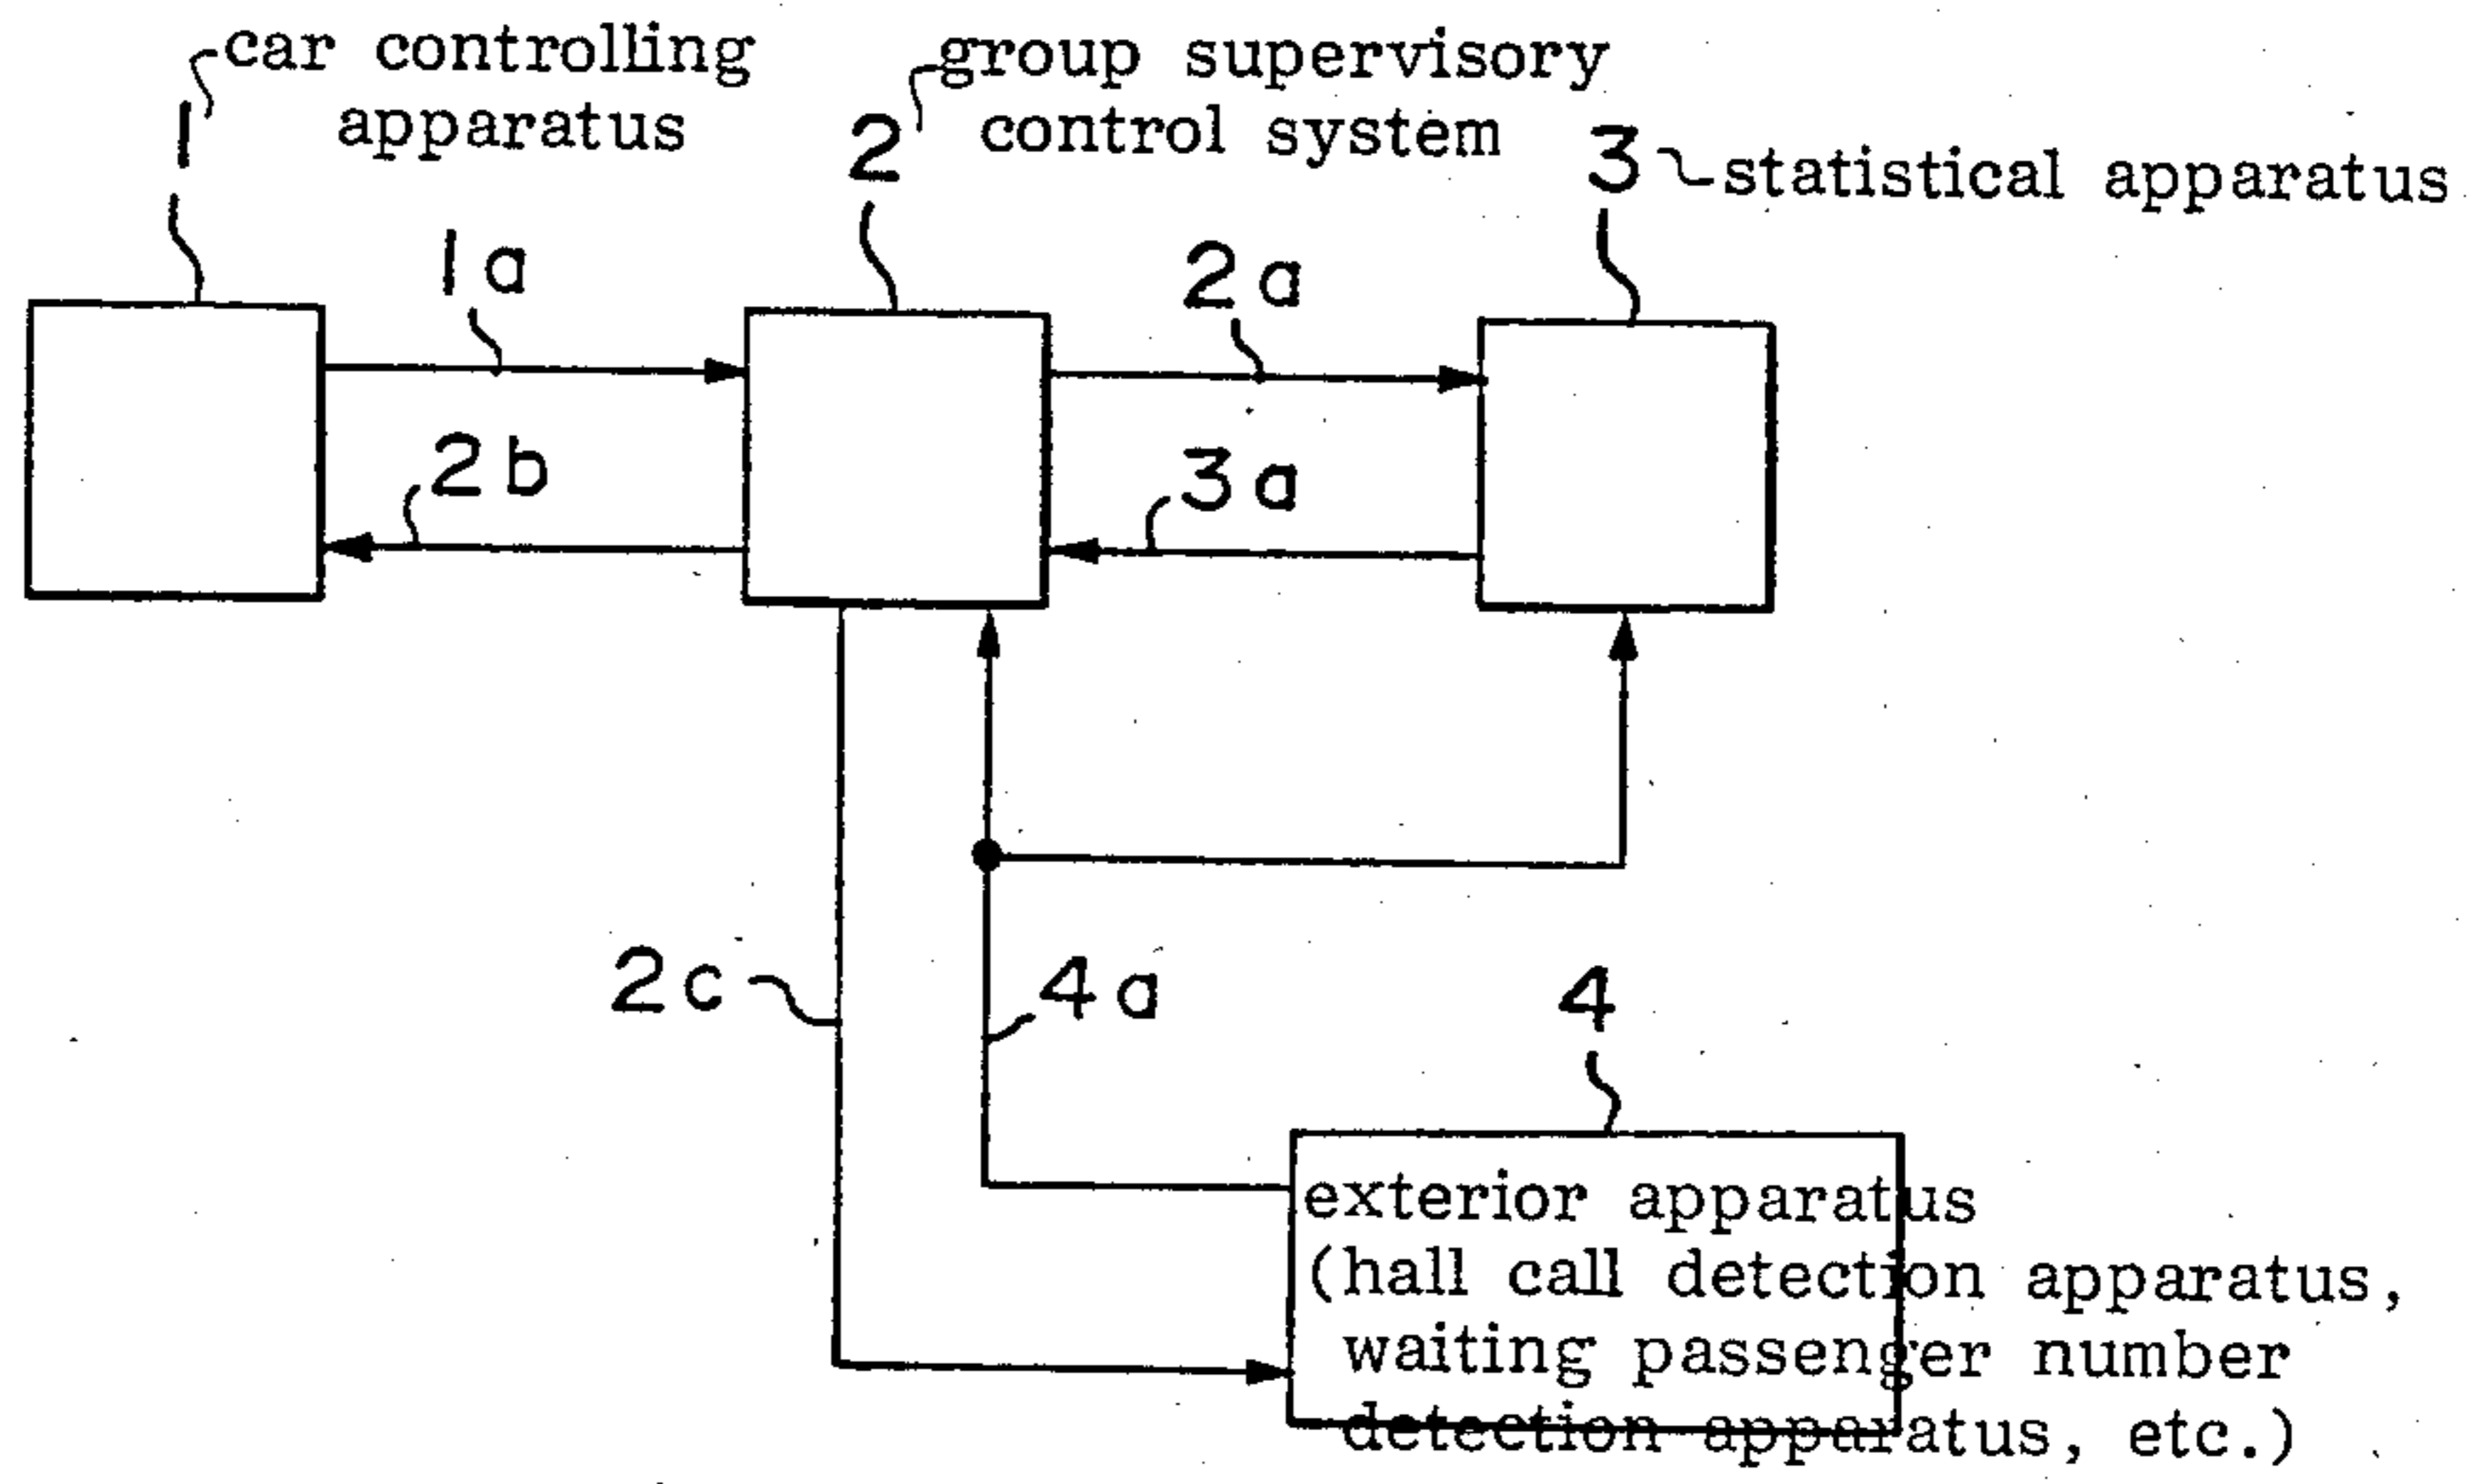 car controlling
apparatus
1
group supervisory
control system
2
3
statistical apparatus
1a
2a
2b
3a
2c
4a
4
exterior apparatus
(hall call detection apparatus,
waiting passenger number
detection apparatus, etc.)